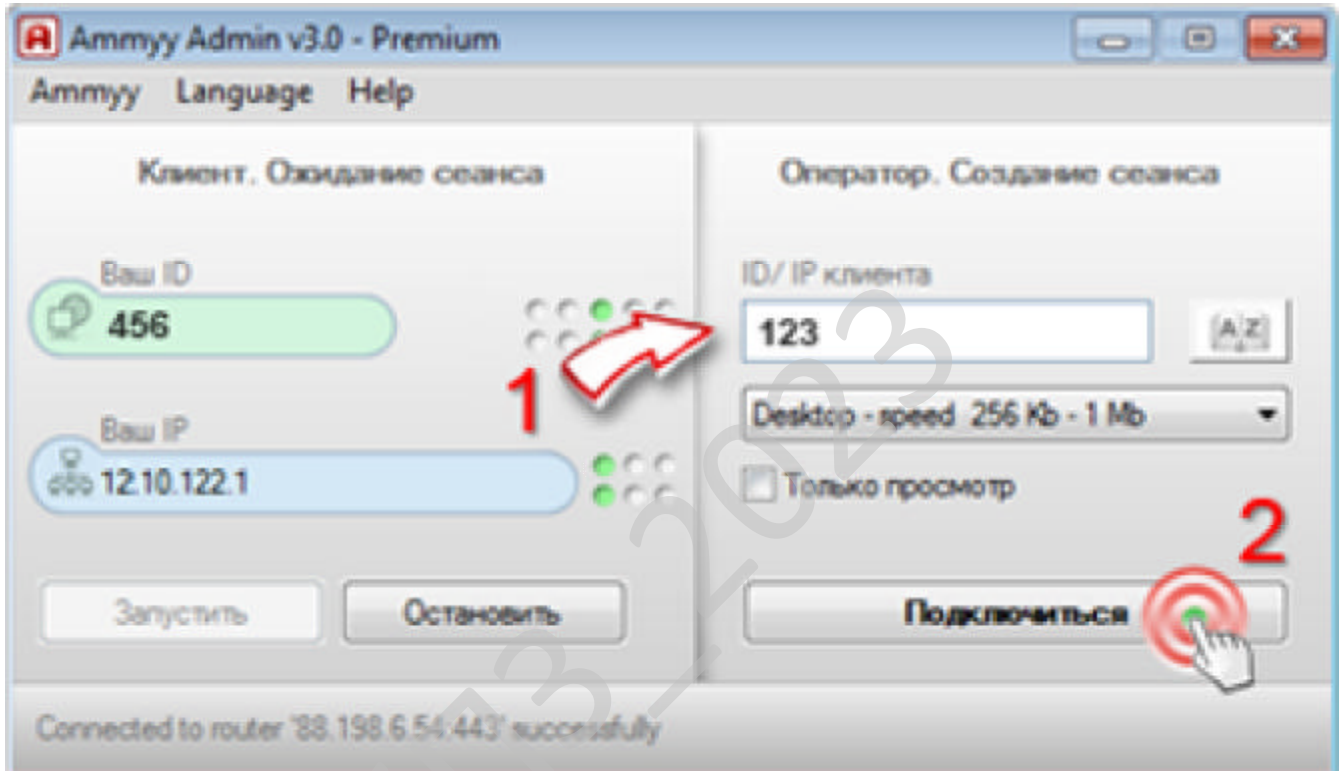 Ammyy Admin v3.0 - Premium
Ammyy Language Help
Клиент. Ожидание сеанса
Ваш ID
456
Ваш IP
12.10.122.1
Запустить Остановить
1
Оператор. Создание сеанса
ID/ IP клиента
123
A Z
Desktop - speed 256 Kb - 1 Mb
Только просмотр
2
Подключиться
Connected to router '88.198.6.54:443' successfully